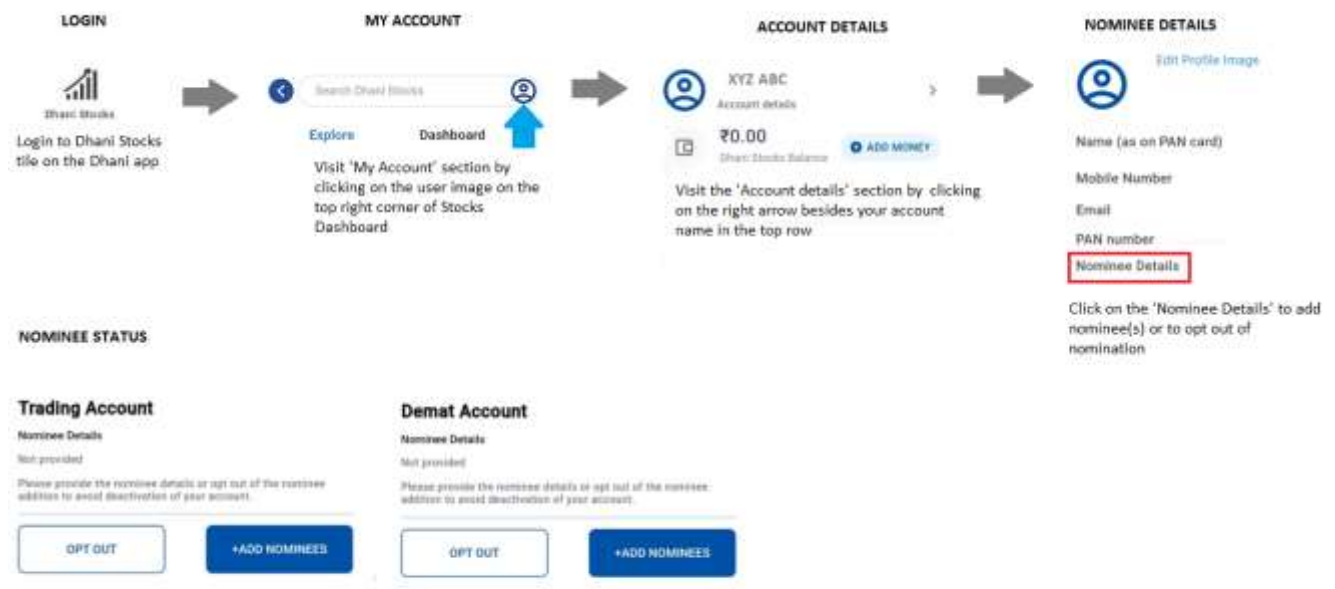 LOGIN
Dhani Stocks
Login to Dhani Stocks
tile on the Dhani app
MY ACCOUNT
Search Dhani Stocks
Explore Dashboard
Visit 'My Account' section by
clicking on the user image on the
top right corner of Stocks
Dashboard
ACCOUNT DETAILS
XYZ ABC
Account details
₹0.00
Dhani Stocks Balance
ADD MONEY
Visit the 'Account details' section by clicking
on the right arrow besides your account
name in the top row
NOMINEE DETAILS
Edit Profile Image
Name (as on PAN card)
Mobile Number
Email
PAN number
Nominee Details
Click on the 'Nominee Details' to add
nominee(s) or to opt out of
nomination
NOMINEE STATUS
Trading Account
Nominee Details
Not provided
Please provide the nominee details or opt out of the nominee
addition to avoid deactivation of your account.
OPT OUT
+ADD NOMINEES
Demat Account
Nominee Details
Not provided
Please provide the nominee details or opt out of the nominee
addition to avoid deactivation of your account.
OPT OUT
+ADD NOMINEES